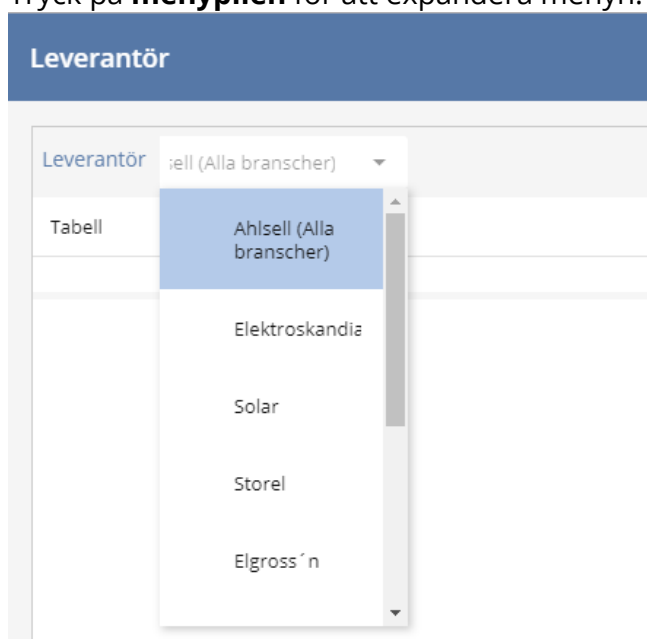 Tryck på menypilen för att expandera menyn.
Leverantör
Leverantör sell (Alla branscher)
Tabell
Ahlsell (Alla
branscher)
Elektroskandia
Solar
Storel
Elgross´n